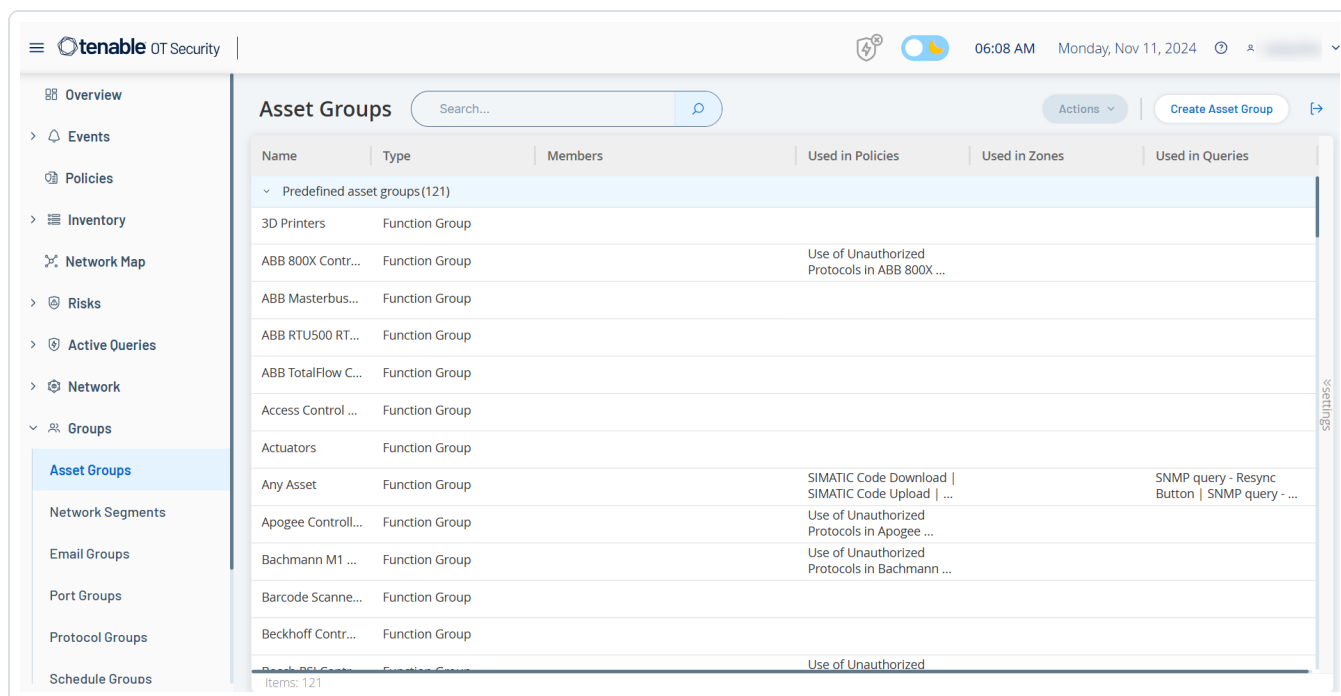 tenable OT Security
06:08 AM Monday, Nov 11, 2024
Overview
Events
Policies
Inventory
Network Map
Risks
Active Queries
Network
Groups
Asset Groups
Network Segments
Email Groups
Port Groups
Protocol Groups
Schedule Groups
Asset Groups
Search...
Actions
Create Asset Group
Name Type Members Used in Policies Used in Zones Used in Queries
Predefined asset groups (121)
3D Printers Function Group
ABB 800X Contr... Function Group Use of Unauthorized
Protocols in ABB 800X ...
ABB Masterbus... Function Group
ABB RTU500 RT... Function Group
ABB TotalFlow C... Function Group
Access Control ... Function Group
Actuators Function Group
Any Asset Function Group SIMATIC Code Download | SNMP query - Resync
SIMATIC Code Upload | ... Button | SNMP query - ...
Apogee Controll... Function Group Use of Unauthorized
Protocols in Apogee ...
Bachmann M1 ... Function Group Use of Unauthorized
Protocols in Bachmann ...
Barcode Scanne... Function Group
Beckhoff Contr... Function Group
Bosch PSI Contr... Function Group Use of Unauthorized
Items: 121
settings